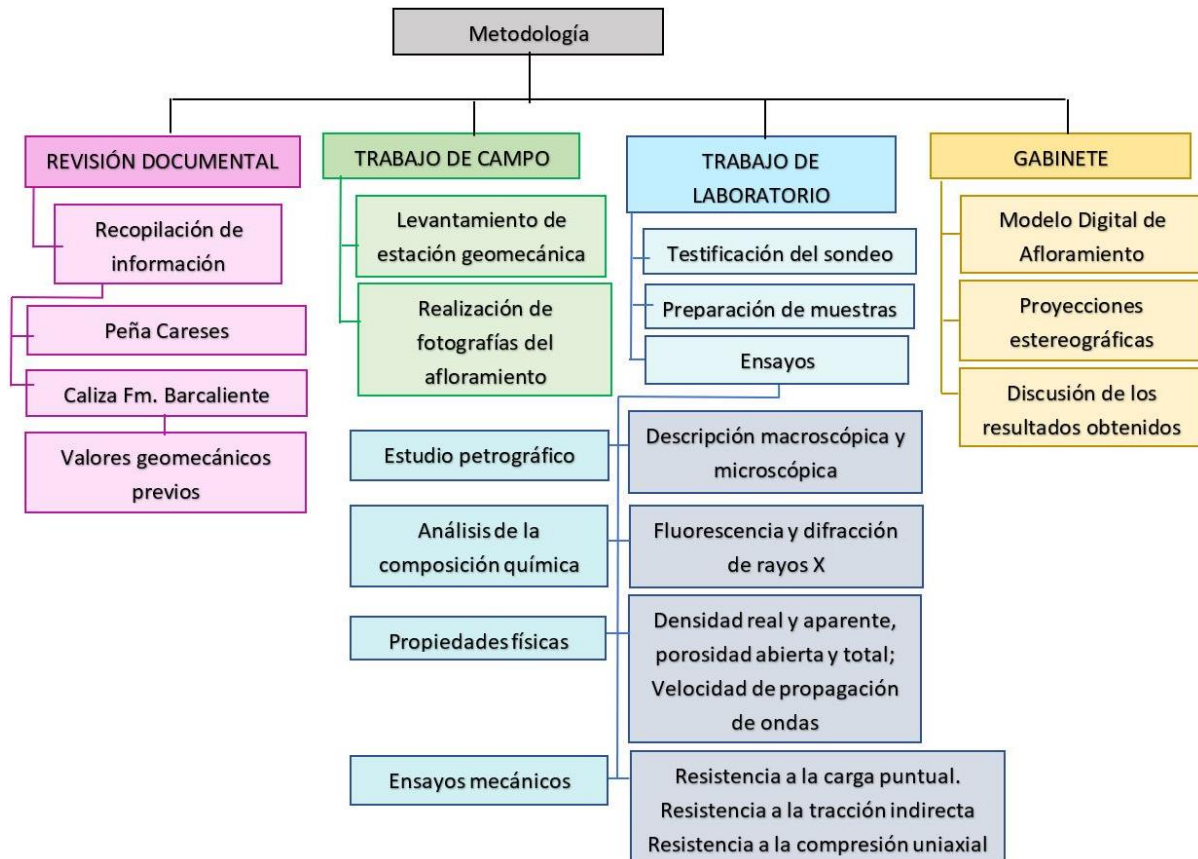 Metodología
REVISIÓN DOCUMENTAL
Recopilación de
información
Peña Careses
Caliza Fm. Barcaliente
Valores geomecánicos
previos
TRABAJO DE CAMPO
Levantamiento de
estación geomecánica
Realización de
fotografías del
afloramiento
TRABAJO DE
LABORATORIO
Testificación del sondeo
Preparación de muestras
Ensayos
Estudio petrográfico
Descripción macroscópica y
microscópica
Análisis de la
composición química
Fluorescencia y difracción
de rayos X
Propiedades físicas
Densidad real y aparente,
porosidad abierta y total;
Velocidad de propagación
de ondas
Ensayos mecánicos
Resistencia a la carga puntual.
Resistencia a la tracción indirecta
Resistencia a la compresión uniaxial
GABINETE
Modelo Digital de
Afloramiento
Proyecciones
estereográficas
Discusión de los
resultados obtenidos